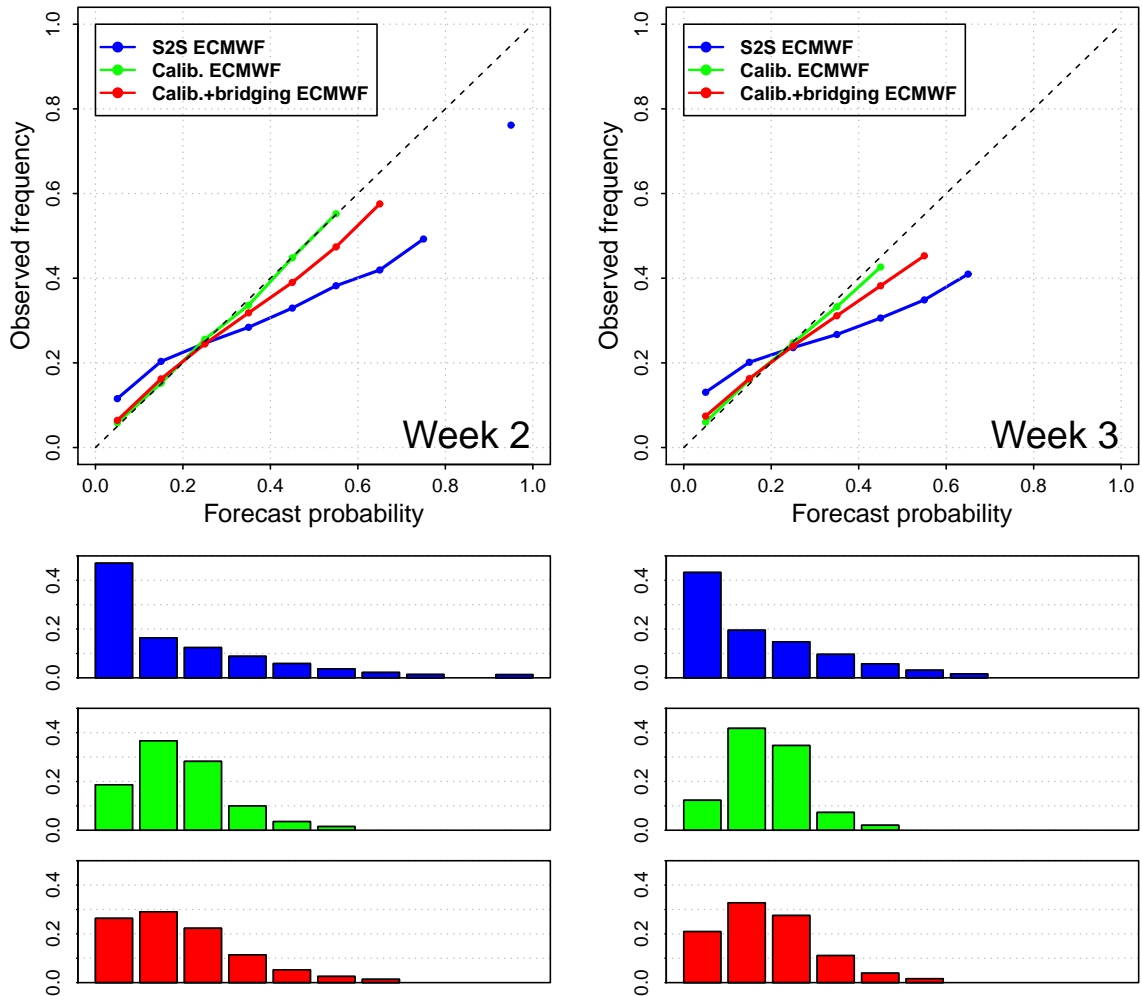 S2S ECMWF
Calib. ECMWF
Calib.+bridging ECMWF
Observed frequency
1.0
0.8
0.6
0.4
0.2
0.0
Week 2
0.0 0.2 0.4 0.6 0.8 1.0
Forecast probability
S2S ECMWF
Calib. ECMWF
Calib.+bridging ECMWF
Observed frequency
1.0
0.8
0.6
0.4
0.2
0.0
Week 3
0.0 0.2 0.4 0.6 0.8 1.0
Forecast probability
0.4
0.2
0.0
0.4
0.2
0.0
0.4
0.2
0.0
0.4
0.2
0.0
0.4
0.2
0.0
0.4
0.2
0.0